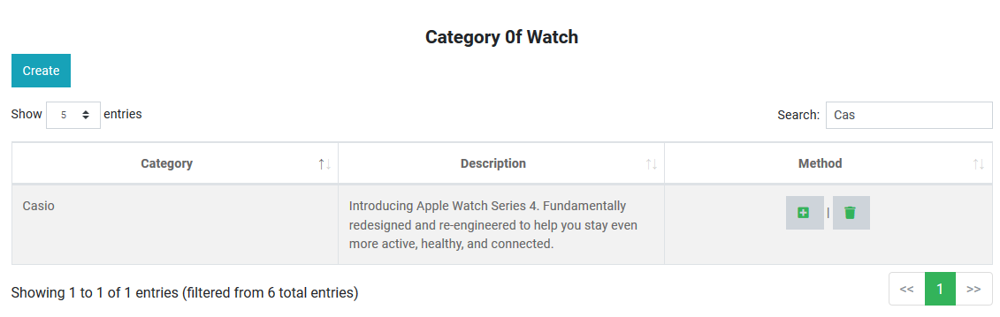 Category 0f Watch
Create
Show 5 entries
Search: Cas
Category Description Method
Casio
Introducing Apple Watch Series 4. Fundamentally
redesigned and re-engineered to help you stay even
more active, healthy, and connected.
|
Showing 1 to 1 of 1 entries (filtered from 6 total entries)
<< 1 >>